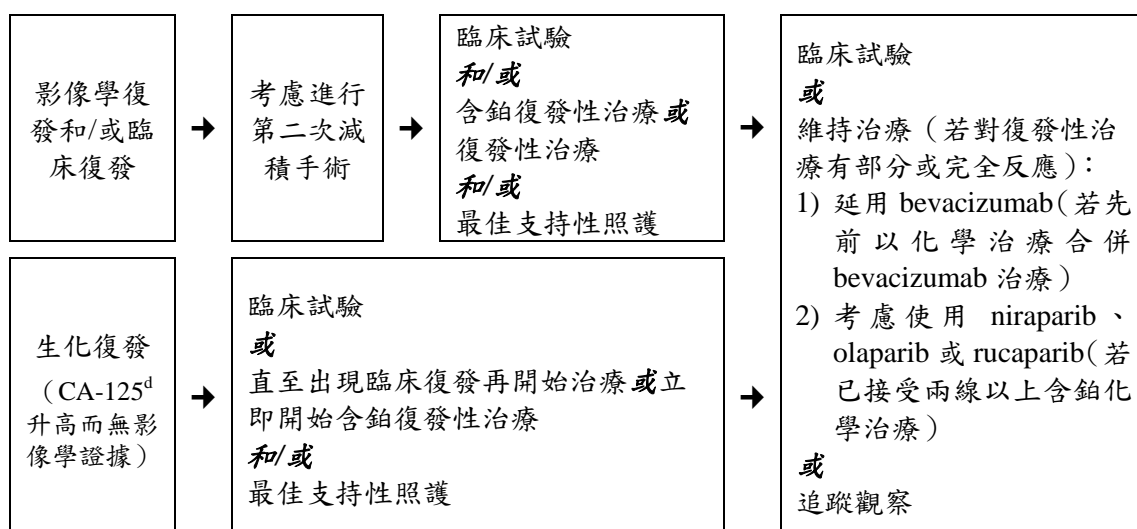 影像學復
發和/或臨
床復發
➔
考慮進行
第二次減
積手術
➔
臨床試驗
和/或
含鉑復發性治療或
復發性治療
和/或
最佳支持性照護
➔
生化復發
（CA-125d
升高而無影
像學證據）
➔
臨床試驗
或
直至出現臨床復發再開始治療或立
即開始含鉑復發性治療
和/或
最佳支持性照護
➔
臨床試驗
或
維持治療（若對復發性治
療有部分或完全反應）：
1) 延用 bevacizumab（若先
前以化學治療合併
bevacizumab 治療）
2) 考慮使用 niraparib、
olaparib 或 rucaparib（若
已接受兩線以上含鉑化
學治療）
或
追蹤觀察